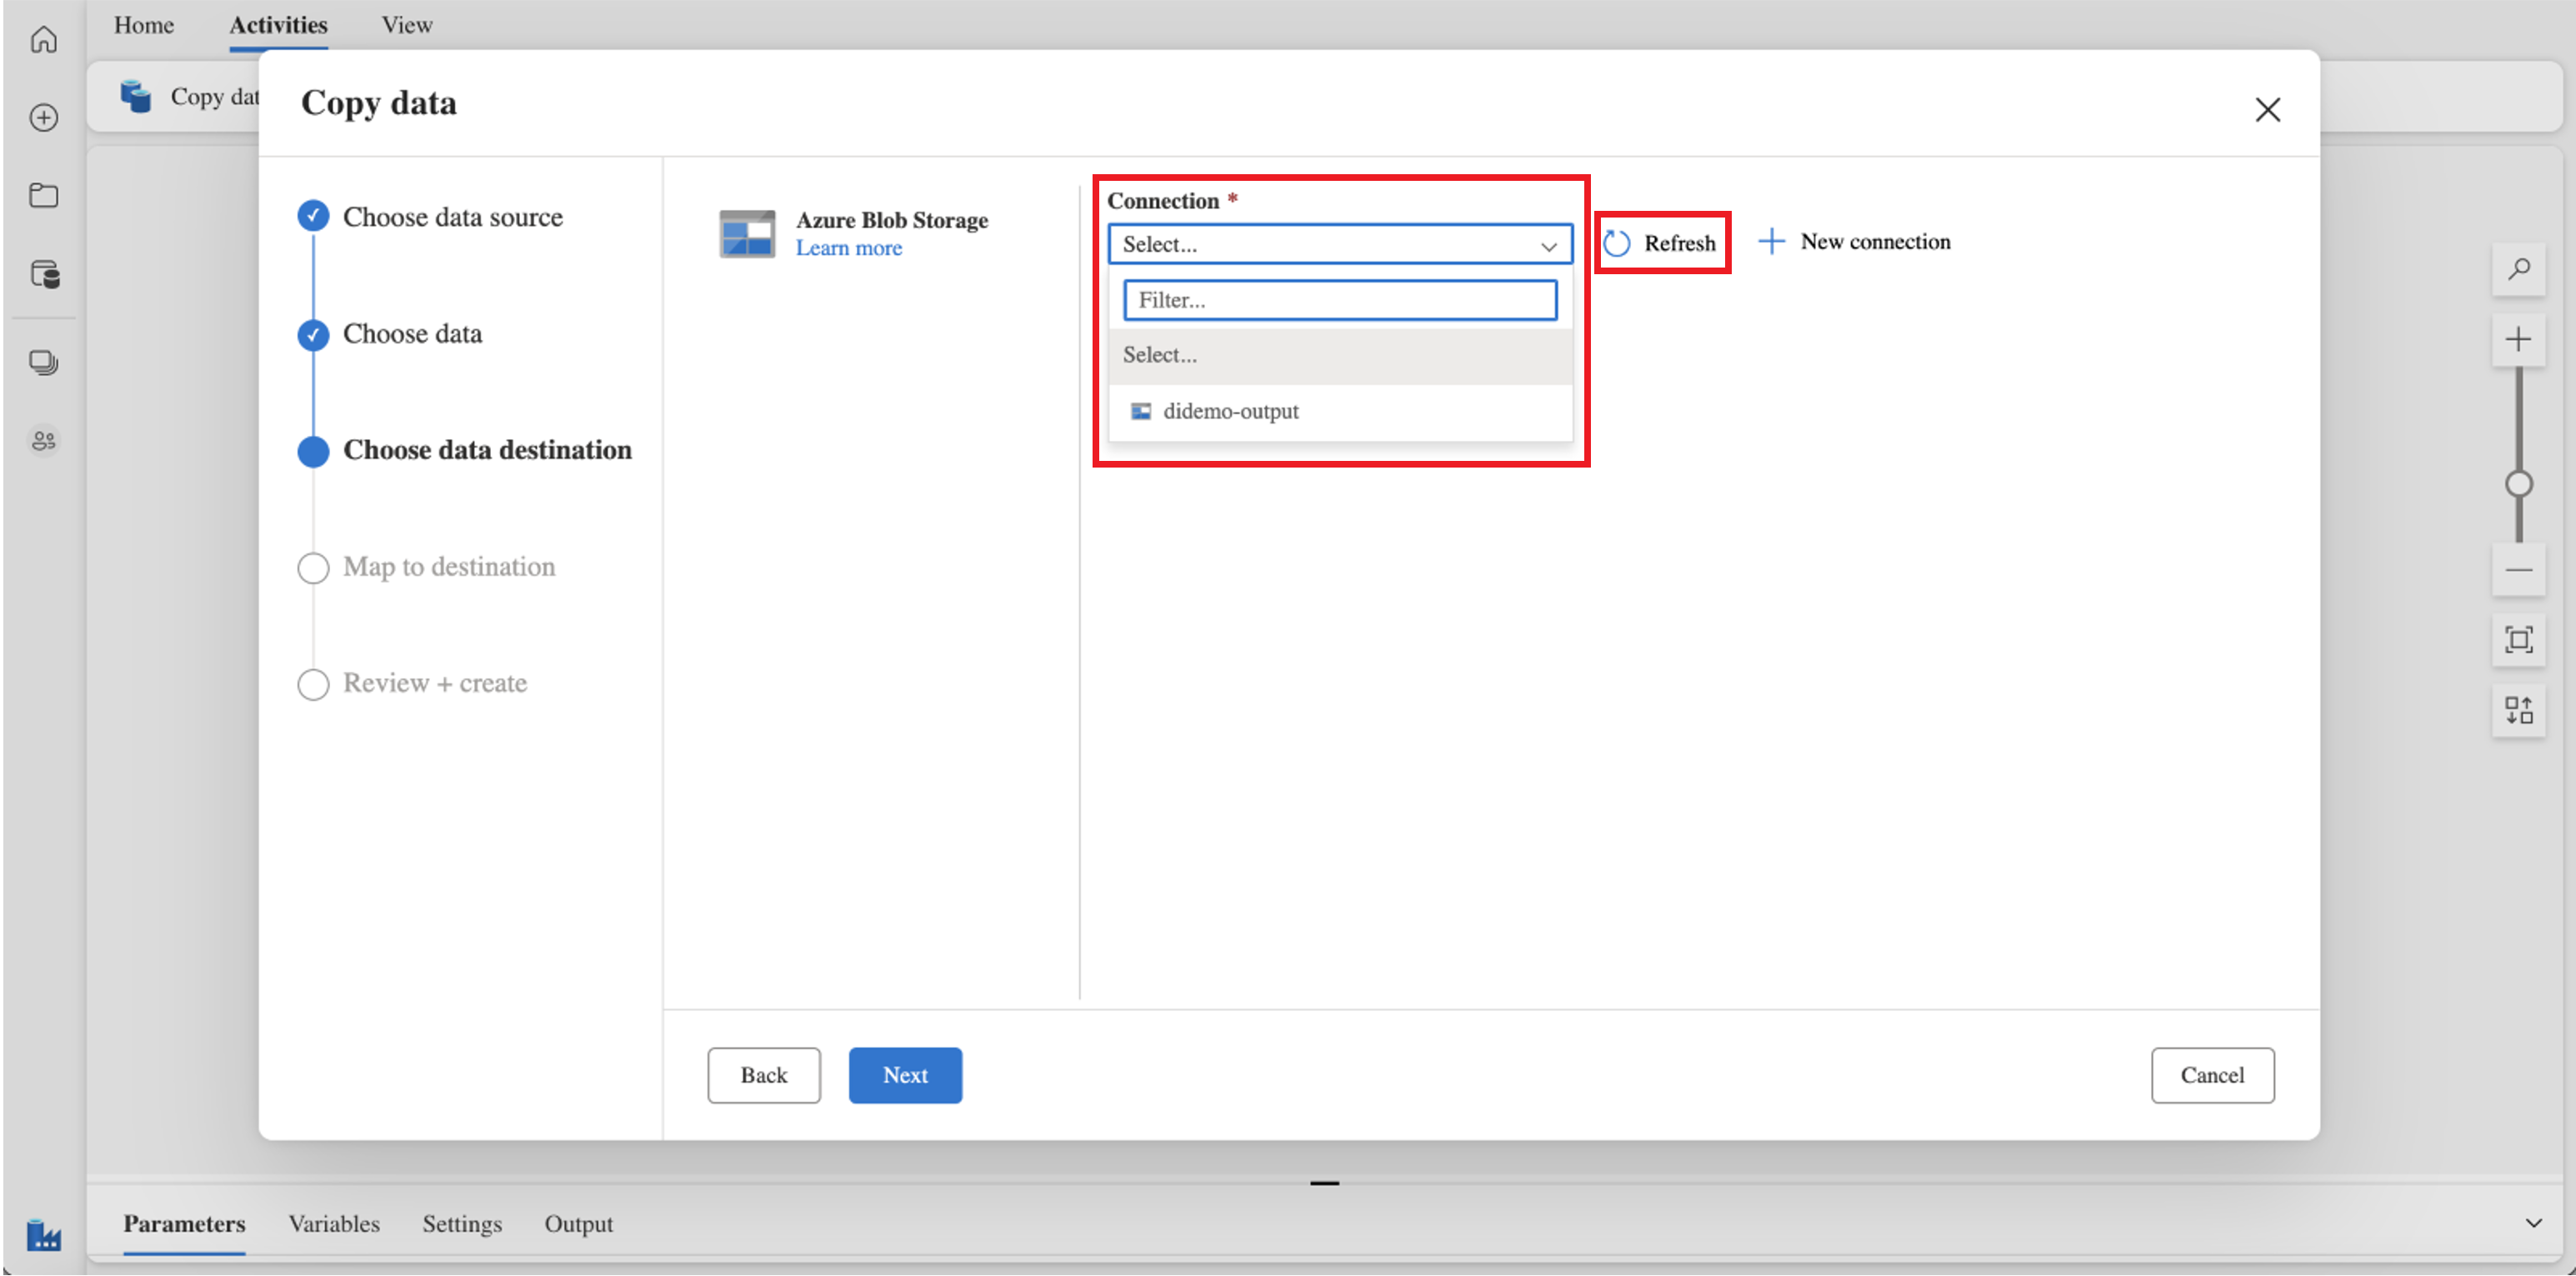 Home Activities View
Copy dat
Copy data
Choose data source
Choose data
Choose data destination
Map to destination
Review + create
Azure Blob Storage
Learn more
Connection *
Select...
Filter...
Select...
didemo-output
Refresh
New connection
Back Next Cancel
Parameters Variables Settings Output